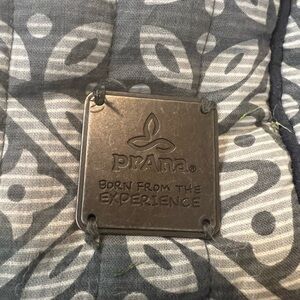 prAna®
BORN FROM THE
EXPERIENCE